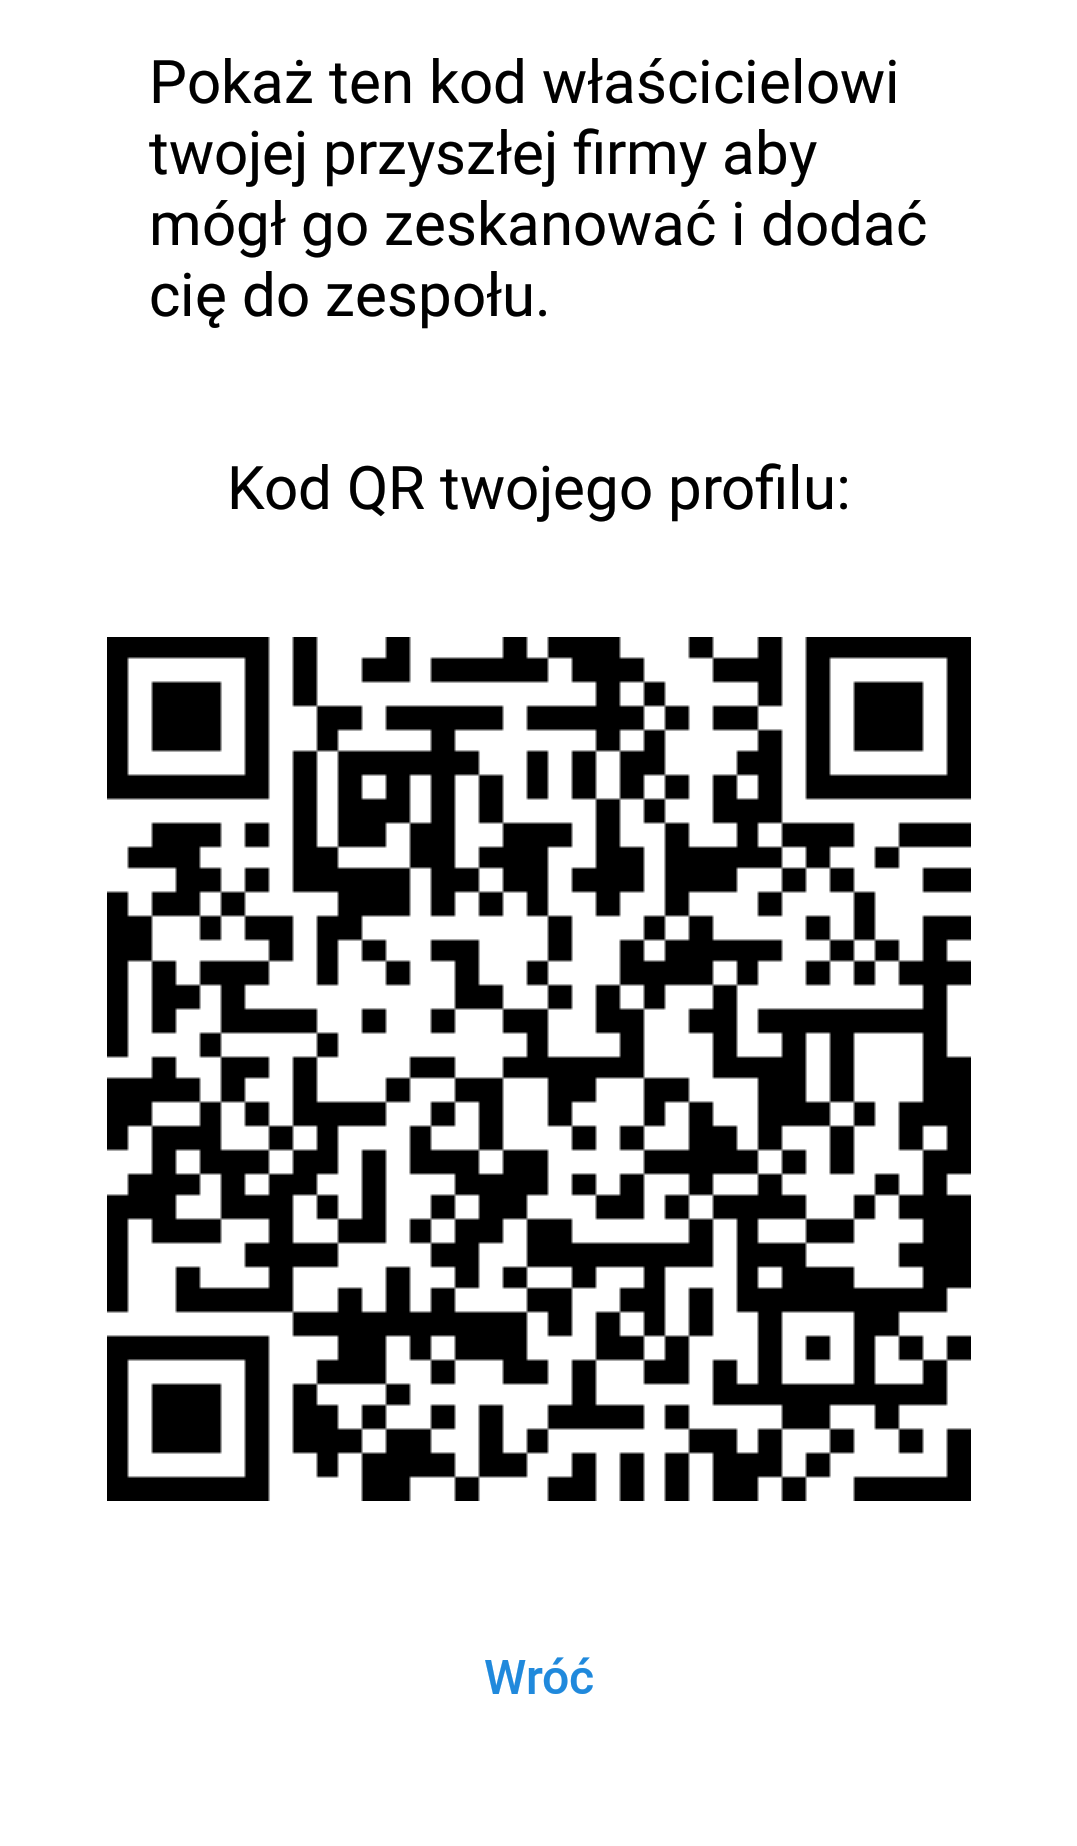 Pokaż ten kod właścicielowi
twojej przyszłej firmy aby
mógł go zeskanować i dodać
cię do zespołu.
Kod QR twojego profilu:
Wróć